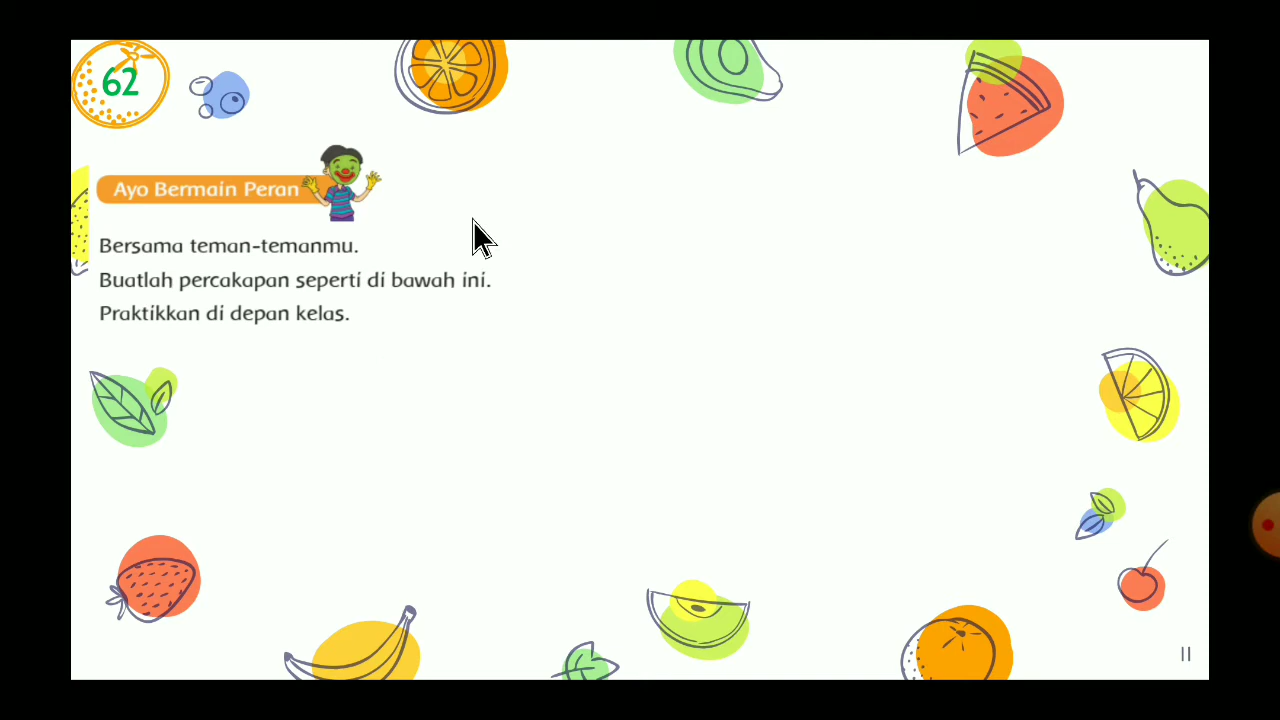 62
Ayo Bermain Peran
Bersama teman-temanmu.
Buatlah percakapan seperti di bawah ini.
Praktikkan di depan kelas.